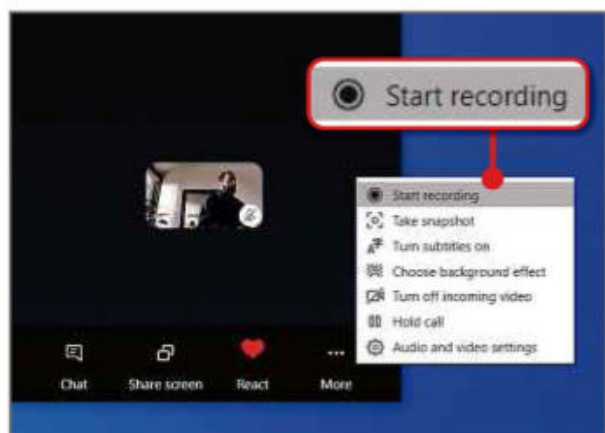 Start recording
Start recording
Take snapshot
Turn subtitles on
Choose background effect
Turn off incoming video
Hold call
Audio and video settings
Chat
Share screen
React
More